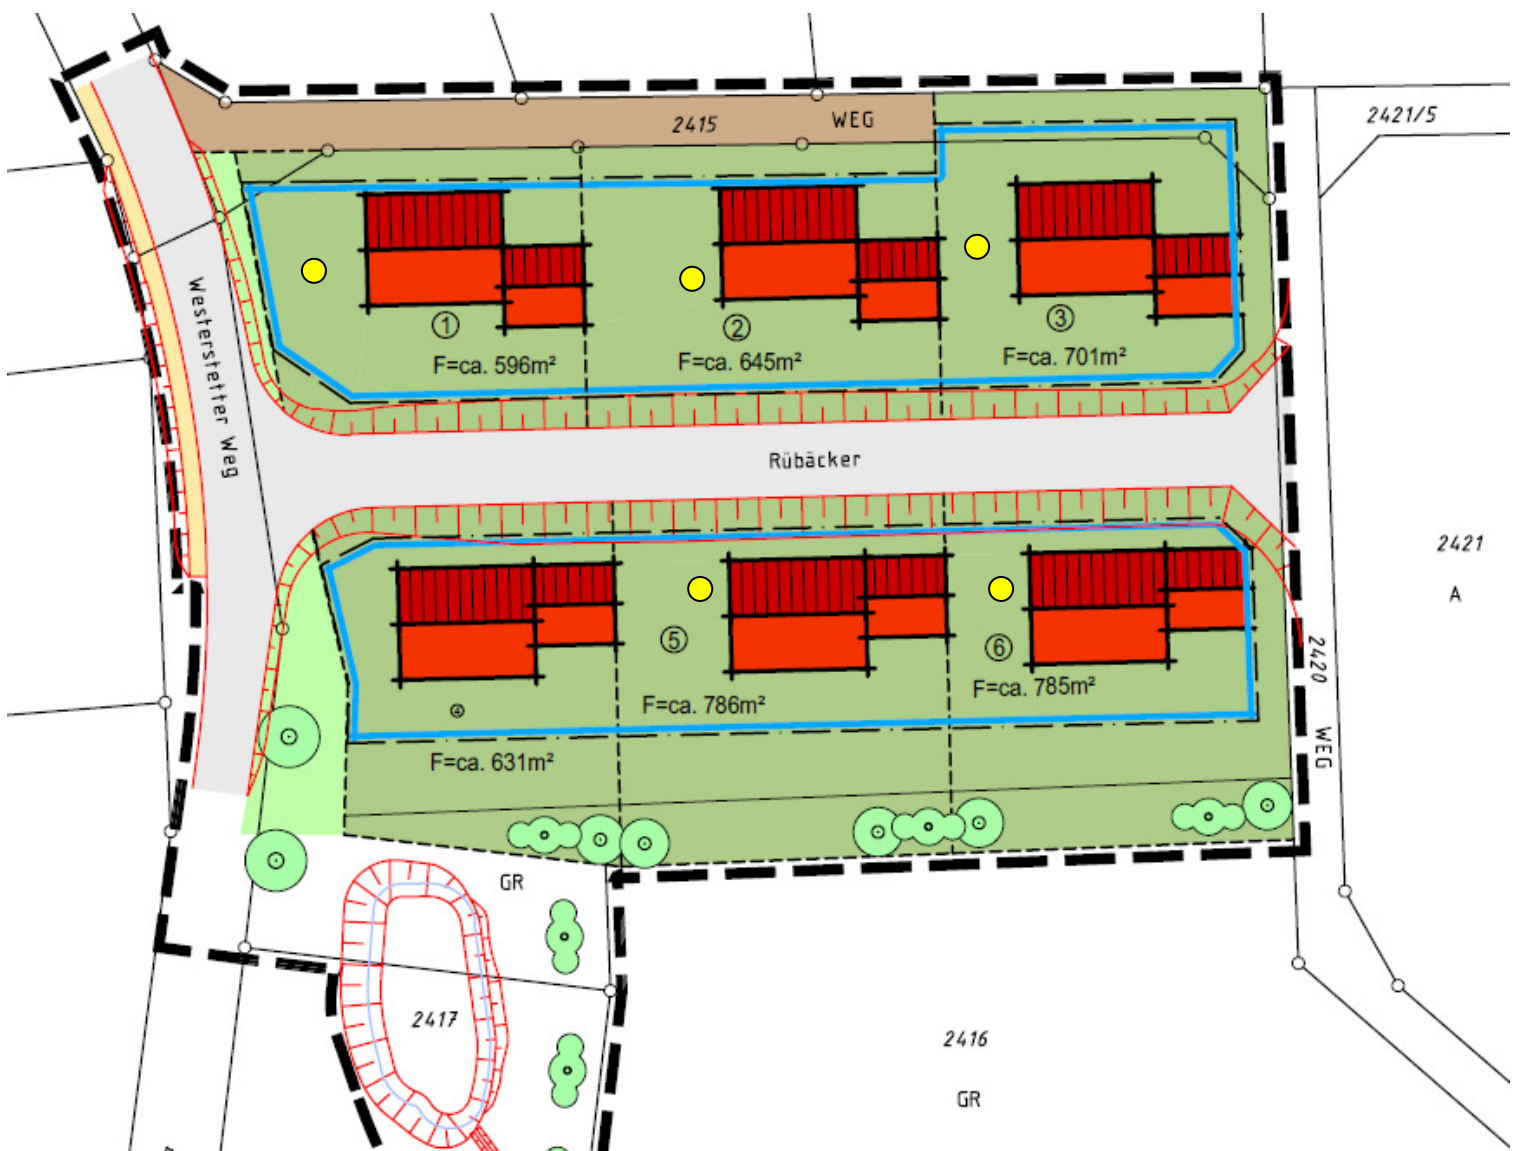 2421/5
2415
WEG
Westerstetter Weg
①
②
③
F=ca. 596m²
F=ca. 645m²
F=ca. 701m²
Rübäcker
2421
A
⑤
⑥
F=ca. 786m²
F=ca. 785m²
④
F=ca. 631m²
2420
WEG
GR
2417
2416
GR